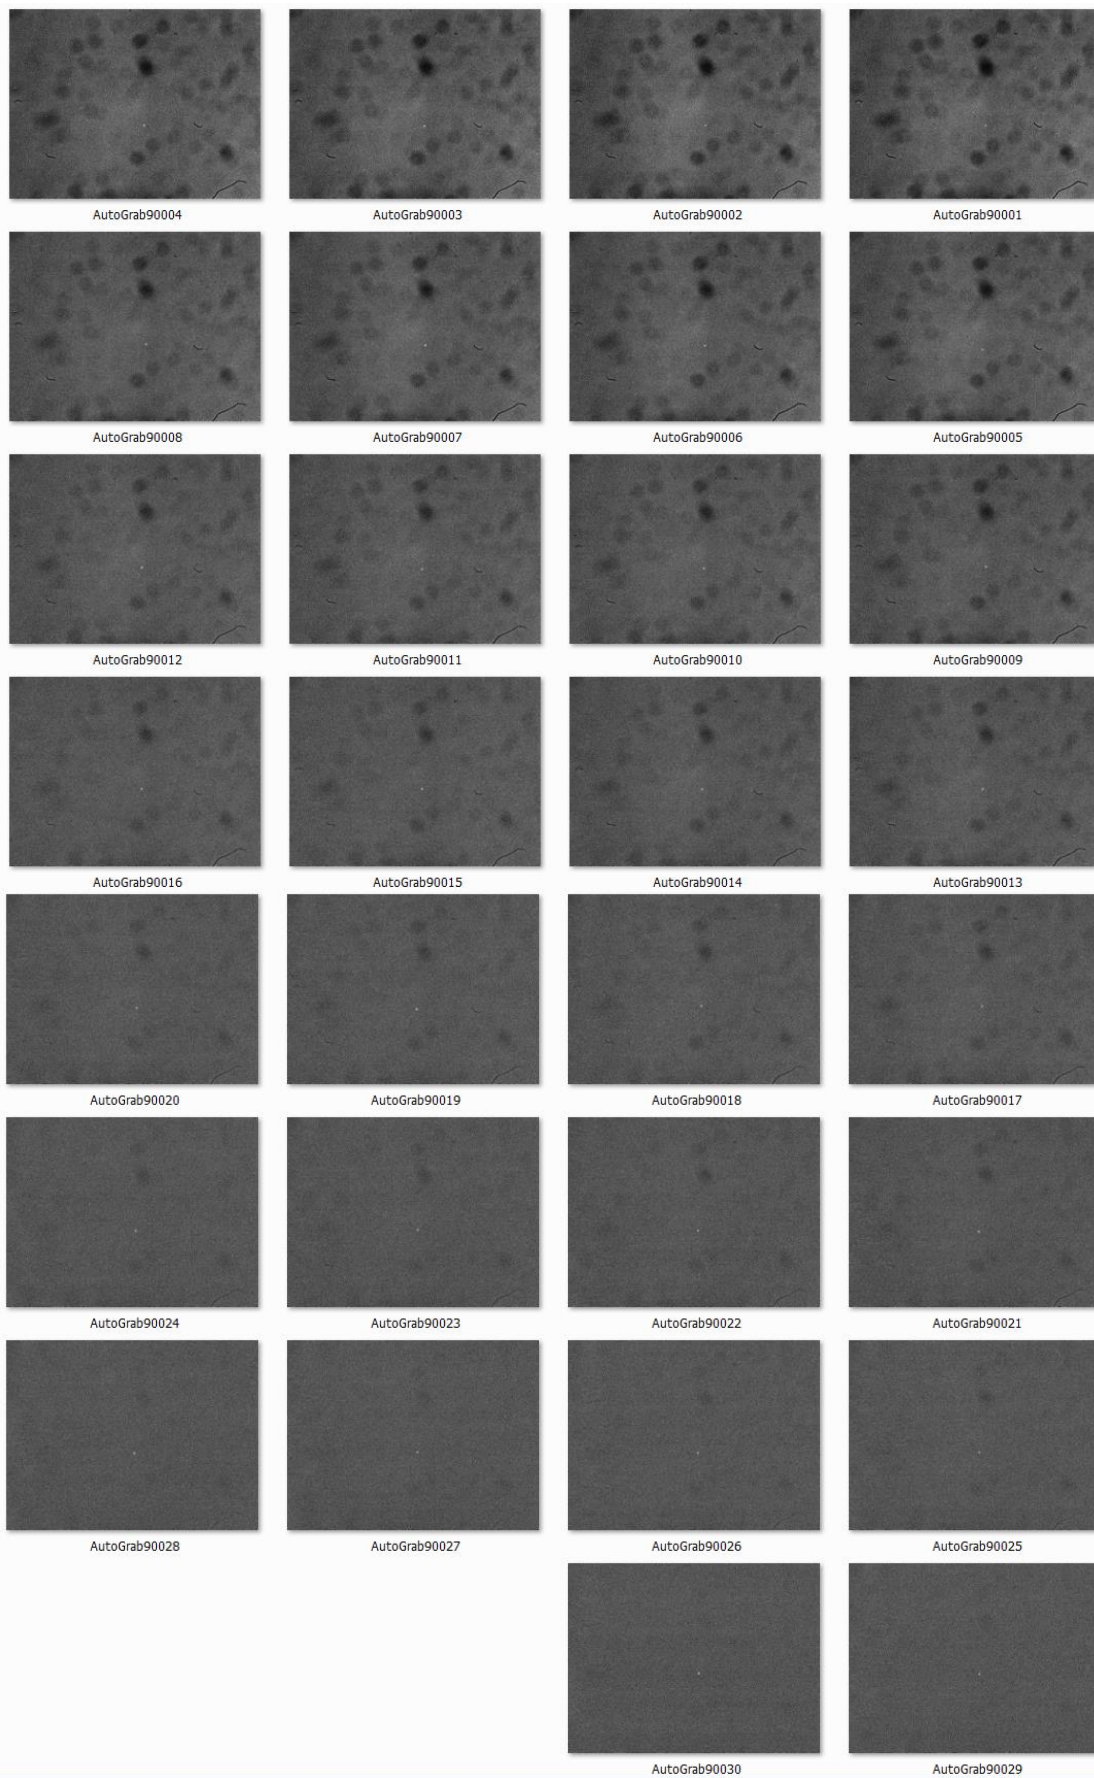 AutoGrab90004 AutoGrab90003 AutoGrab90002 AutoGrab90001
AutoGrab90008 AutoGrab90007 AutoGrab90006 AutoGrab90005
AutoGrab90012 AutoGrab90011 AutoGrab90010 AutoGrab90009
AutoGrab90016 AutoGrab90015 AutoGrab90014 AutoGrab90013
AutoGrab90020 AutoGrab90019 AutoGrab90018 AutoGrab90017
AutoGrab90024 AutoGrab90023 AutoGrab90022 AutoGrab90021
AutoGrab90028 AutoGrab90027 AutoGrab90026 AutoGrab90025
AutoGrab90030 AutoGrab90029